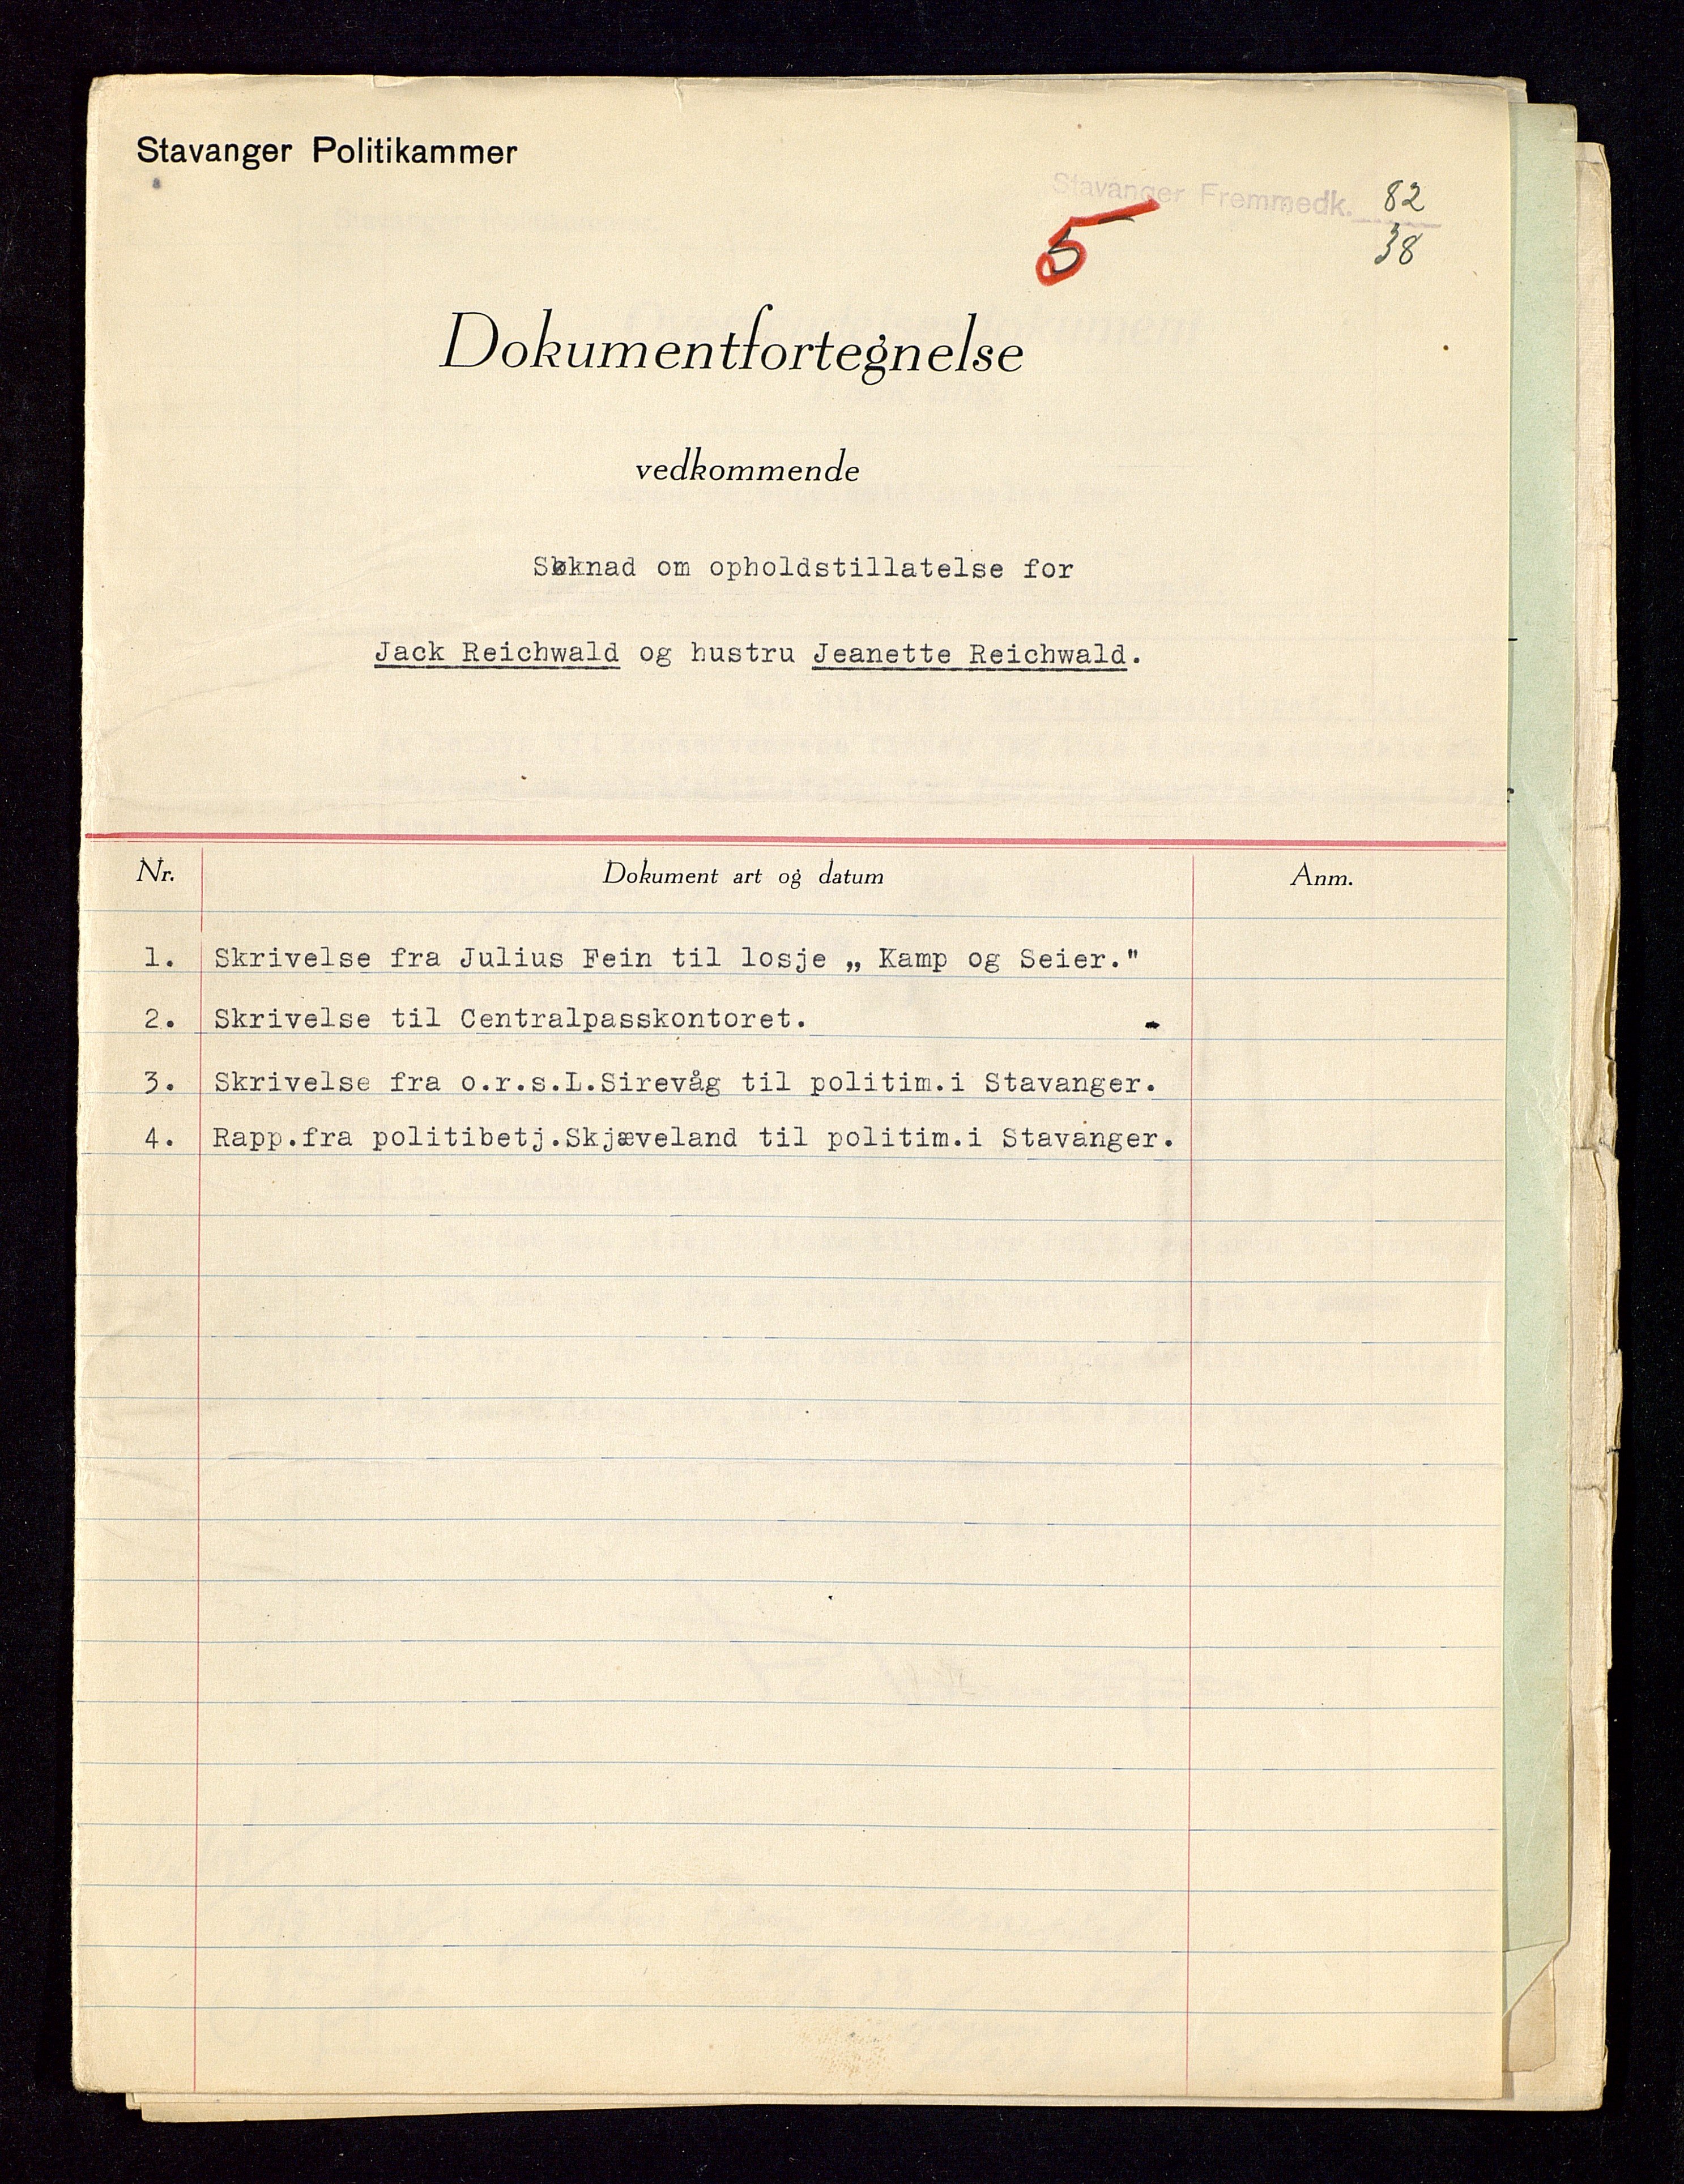 Stavanger Politikammer
Stavanger Fremmedk. 82
38
5
Dokumentfortegnelse
vedkommende
Søknad om opholdstillatelse for
Jack Reichwald og hustru Jeanette Reichwald.
Nr. Dokument art og datum Anm.
1. Skrivelse fra Julius Fein til losje „ Kamp og Seier."
2. Skrivelse til Centralpasskontoret.
3. Skrivelse fra o.r.s.L.Sirevåg til politim.i Stavanger.
4. Rapp.fra politibetj.Skjæveland til politim.i Stavanger.